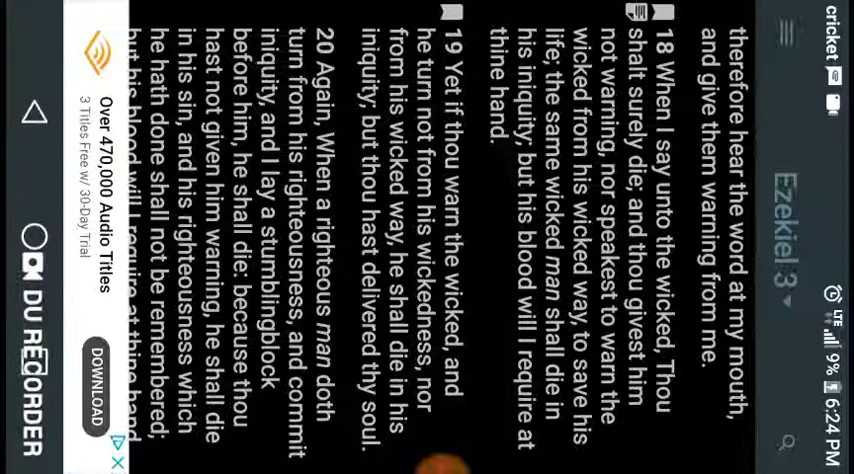 cricket
LTE 9% 6:24 PM
Ezekiel 3
therefore hear the word at my mouth,
and give them warning from me.
18 When I say unto the wicked, Thou
shalt surely die; and thou givest him
not warning, nor speakest to warn the
wicked from his wicked way, to save his
life; the same wicked man shall die in
his iniquity; but his blood will I require at
thine hand.
19 Yet if thou warn the wicked, and
he turn not from his wickedness, nor
from his wicked way, he shall die in his
iniquity; but thou hast delivered thy soul.
20 Again, When a righteous man doth
turn from his righteousness, and commit
iniquity, and I lay a stumblingblock
before him, he shall die: because thou
hast not given him warning, he shall die
in his sin, and his righteousness which
he hath done shall not be remembered;
but his blood will I require at thine hand
Over 470,000 Audio Titles
3 Titles Free w/ 30-Day Trial
DOWNLOAD
DU RECORDER